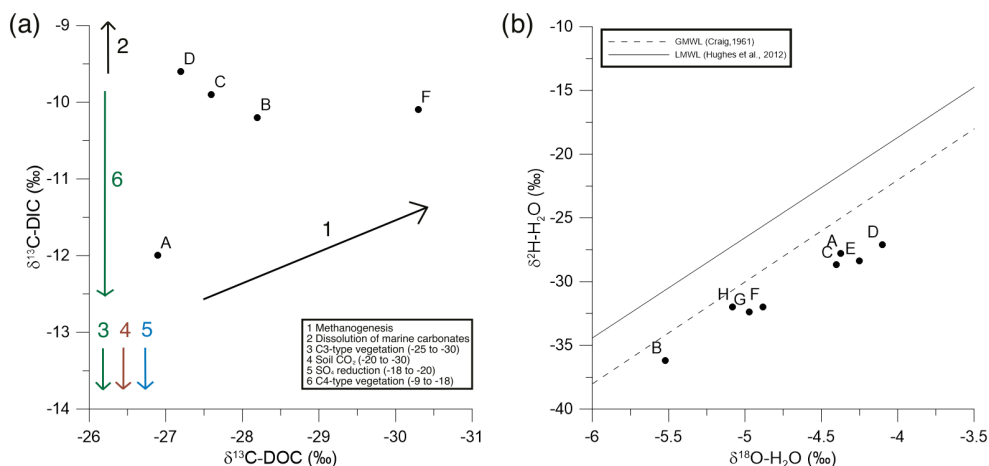 (a)
-9
-10
-11
-12
-13
-14
δ¹³C-DIC (‰)
2
6
3
4
5
D
C
B
F
A
1
1 Methanogenesis
2 Dissolution of marine carbonates
3 C3-type vegetation (-25 to -30)
4 Soil CO₂ (-20 to -30)
5 SO₄ reduction (-18 to -20)
6 C4-type vegetation (-9 to -18)
-26
-27
-28
-29
-30
-31
δ¹³C-DOC (‰)
(b)
-10
-15
-20
-25
-30
-35
-40
δ²H-H₂O (‰)
GMWL (Craig,1961)
LMWL (Hughes et al., 2012)
D
A
C
E
H
G
F
B
-6
-5.5
-5
-4.5
-4
-3.5
δ¹⁸O-H₂O (‰)